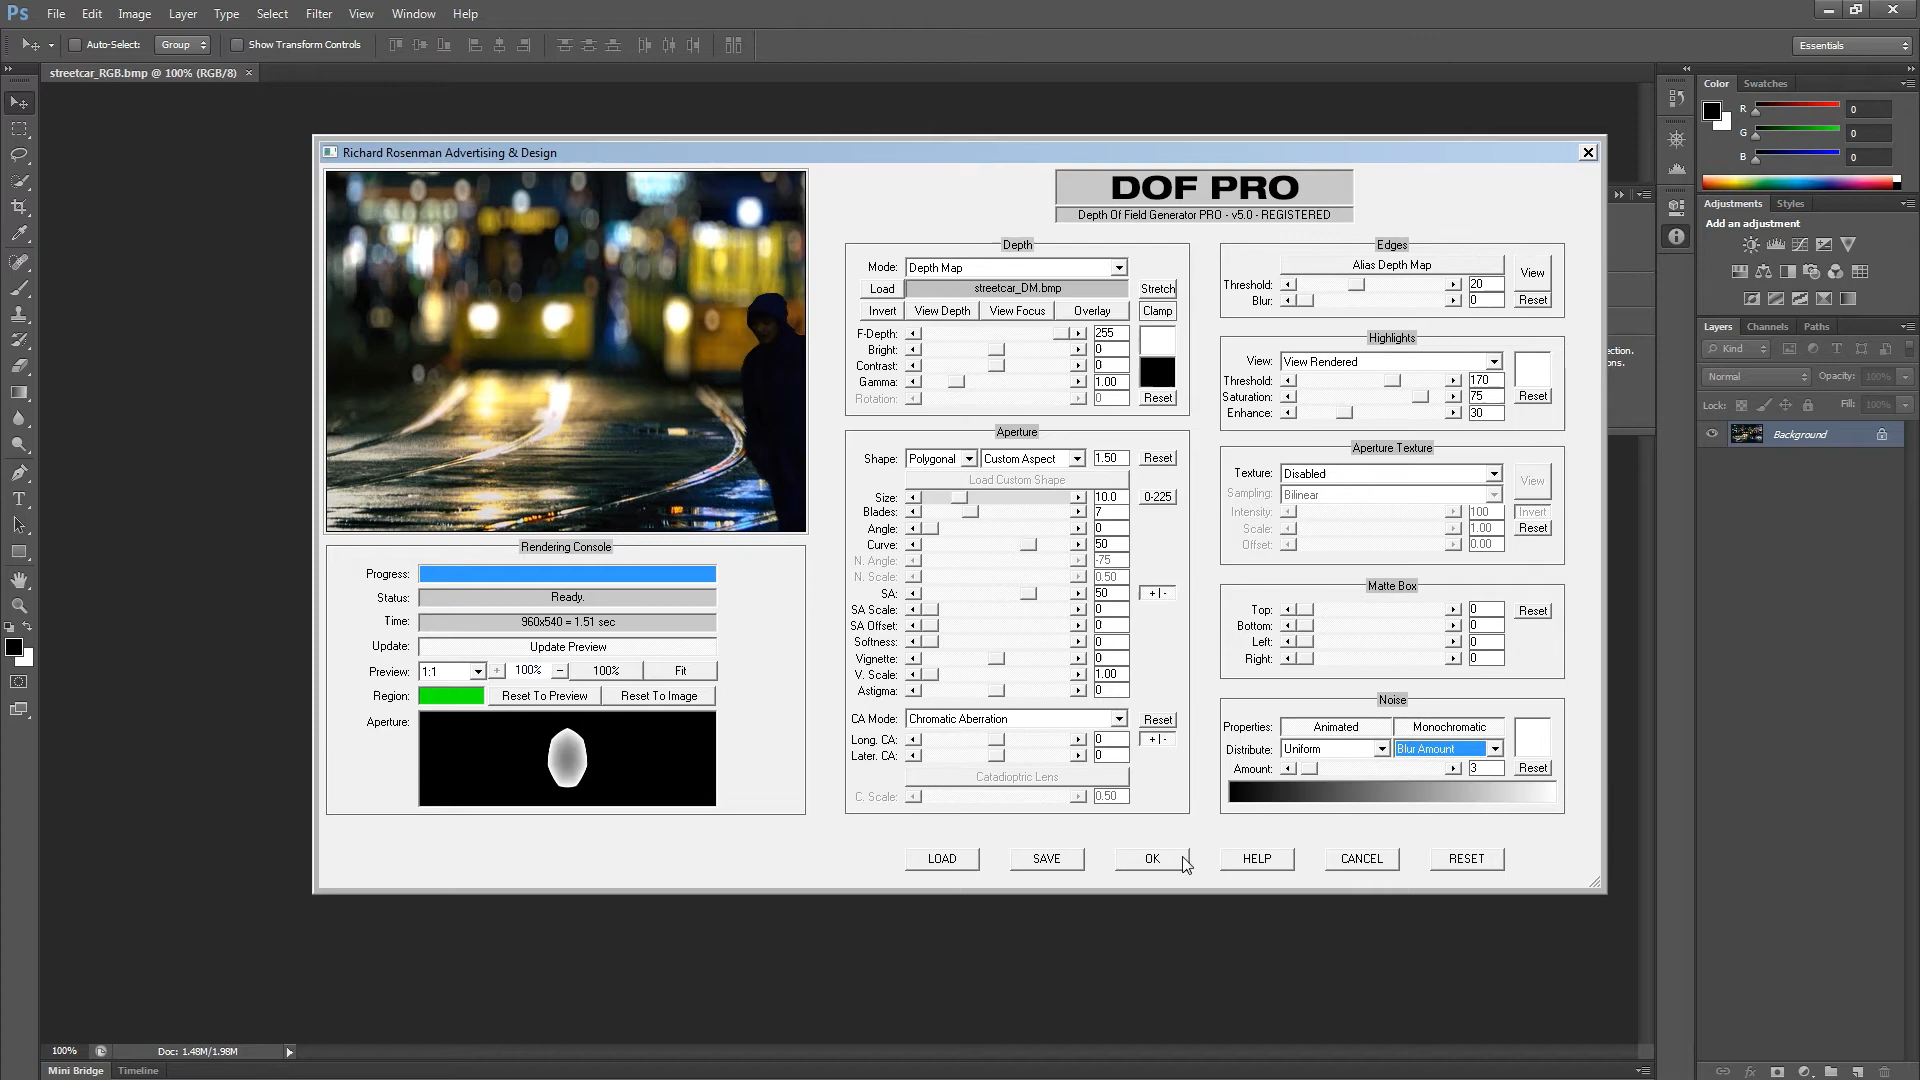 Ps File Edit Image Layer Type Select Filter View Window Help
Auto-Select: Group Show Transform Controls Essentials
streetcar_RGB.bmp @ 100% (RGB/8) ×
Richard Rosenman Advertising & Design
DOF PRO
Depth Of Field Generator PRO - v5.0 - REGISTERED
Rendering Console
Progress:
Status: Ready.
Time: 960x540 = 1.51 sec
Update: Update Preview
Preview: 1:1 + 100% − 100% Fit
Region: Reset To Preview Reset To Image
Aperture:
Depth
Mode: Depth Map
Load streetcar_DM.bmp Stretch
Invert View Depth View Focus Overlay Clamp
F-Depth: 255
Bright: 0
Contrast: 0
Gamma: 1.00
Rotation: 0 Reset
Aperture
Shape: Polygonal Custom Aspect 1.50 Reset
Load Custom Shape
Size: 10.0 0-225
Blades: 7
Angle: 0
Curve: 50
N. Angle: -75
N. Scale: 0.50
SA: 50 + | -
SA Scale: 0
SA Offset: 0
Softness: 0
Vignette: 0
V. Scale: 1.00
Astigma: 0
CA Mode: Chromatic Aberration Reset
Long. CA: 0 + | -
Later. CA: 0
Catadioptric Lens
C. Scale: 0.50
Edges
Alias Depth Map View
Threshold: 20
Blur: 0 Reset
Highlights
View: View Rendered
Threshold: 170
Saturation: 75 Reset
Enhance: 30
Aperture Texture
Texture: Disabled View
Sampling: Bilinear
Intensity: 100 Invert
Scale: 1.00 Reset
Offset: 0.00
Matte Box
Top: 0 Reset
Bottom: 0
Left: 0
Right: 0
Noise
Properties: Animated Monochromatic
Distribute: Uniform Blur Amount
Amount: 3 Reset
LOAD SAVE OK HELP CANCEL RESET
Color Swatches
R 0
G 0
B 0
Adjustments Styles
Add an adjustment
Layers Channels Paths
Kind
Normal Opacity: 100%
Lock: Fill: 100%
Background
ection.
ons.
100% Doc: 1.48M/1.98M
Mini Bridge Timeline